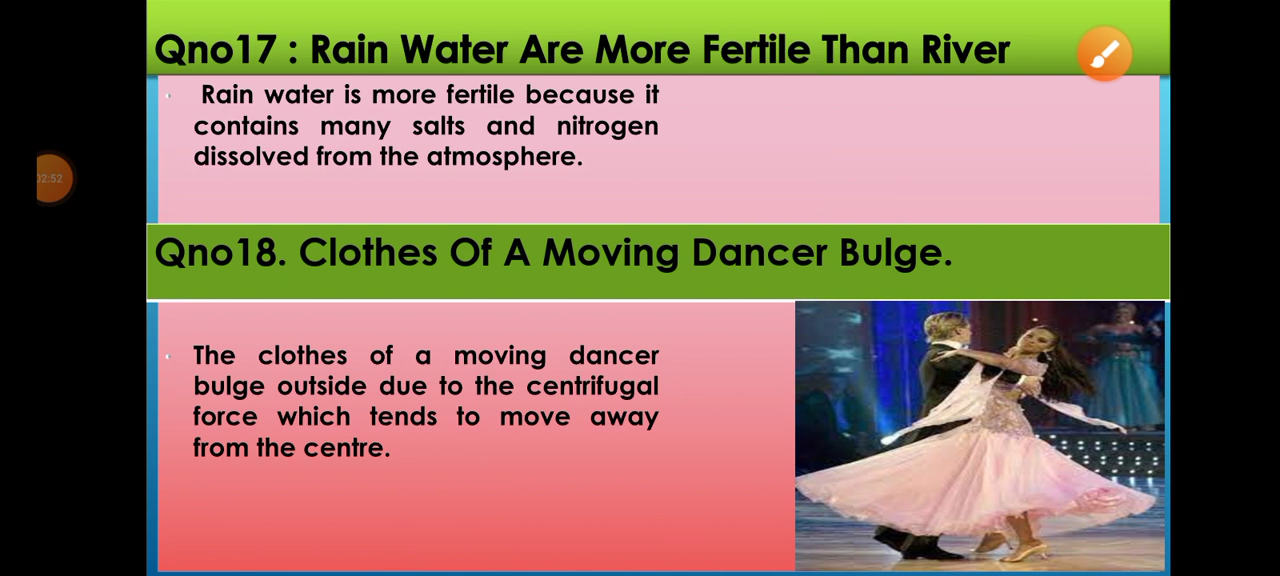 Qno17 : Rain Water Are More Fertile Than River
Rain water is more fertile because it
contains many salts and nitrogen
dissolved from the atmosphere.
02:52
Qno18. Clothes Of A Moving Dancer Bulge.
The clothes of a moving dancer
bulge outside due to the centrifugal
force which tends to move away
from the centre.